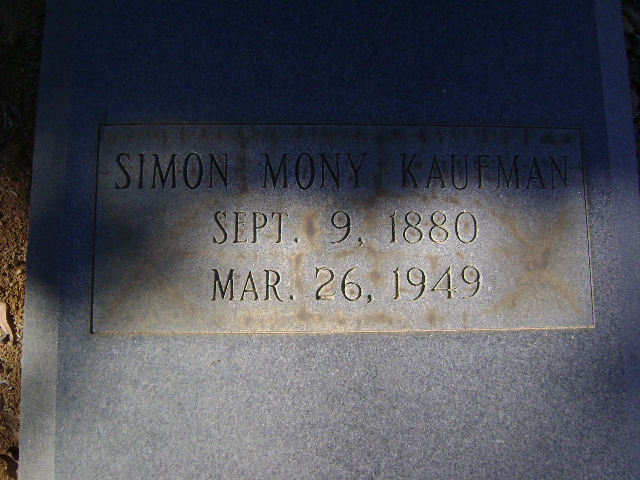 SIMON MONY KAUFMAN
SEPT. 9, 1880
MAR. 26, 1949